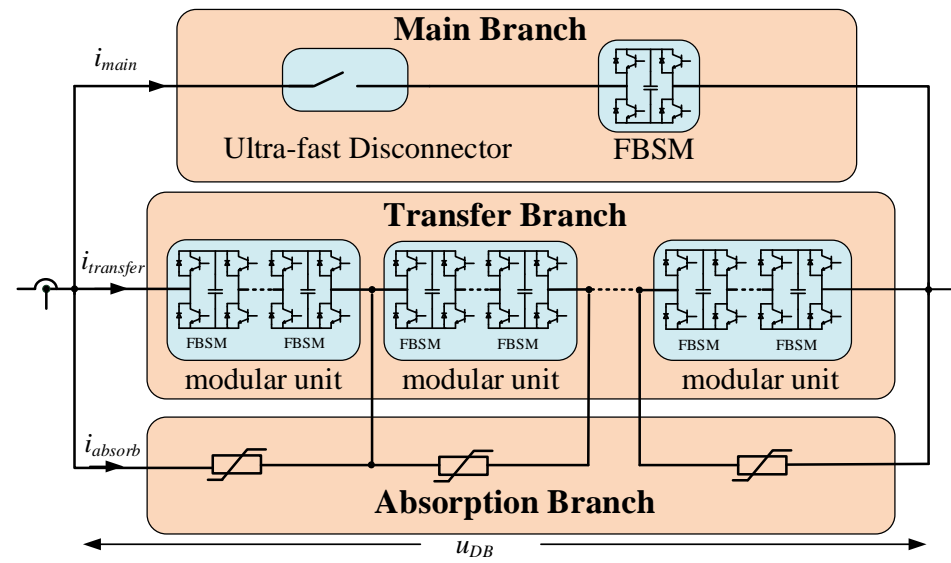 Main Branch
i_main
Ultra-fast Disconnector
FBSM
Transfer Branch
i_transfer
FBSM FBSM FBSM FBSM FBSM FBSM
modular unit modular unit modular unit
i_absorb
Absorption Branch
u_DB